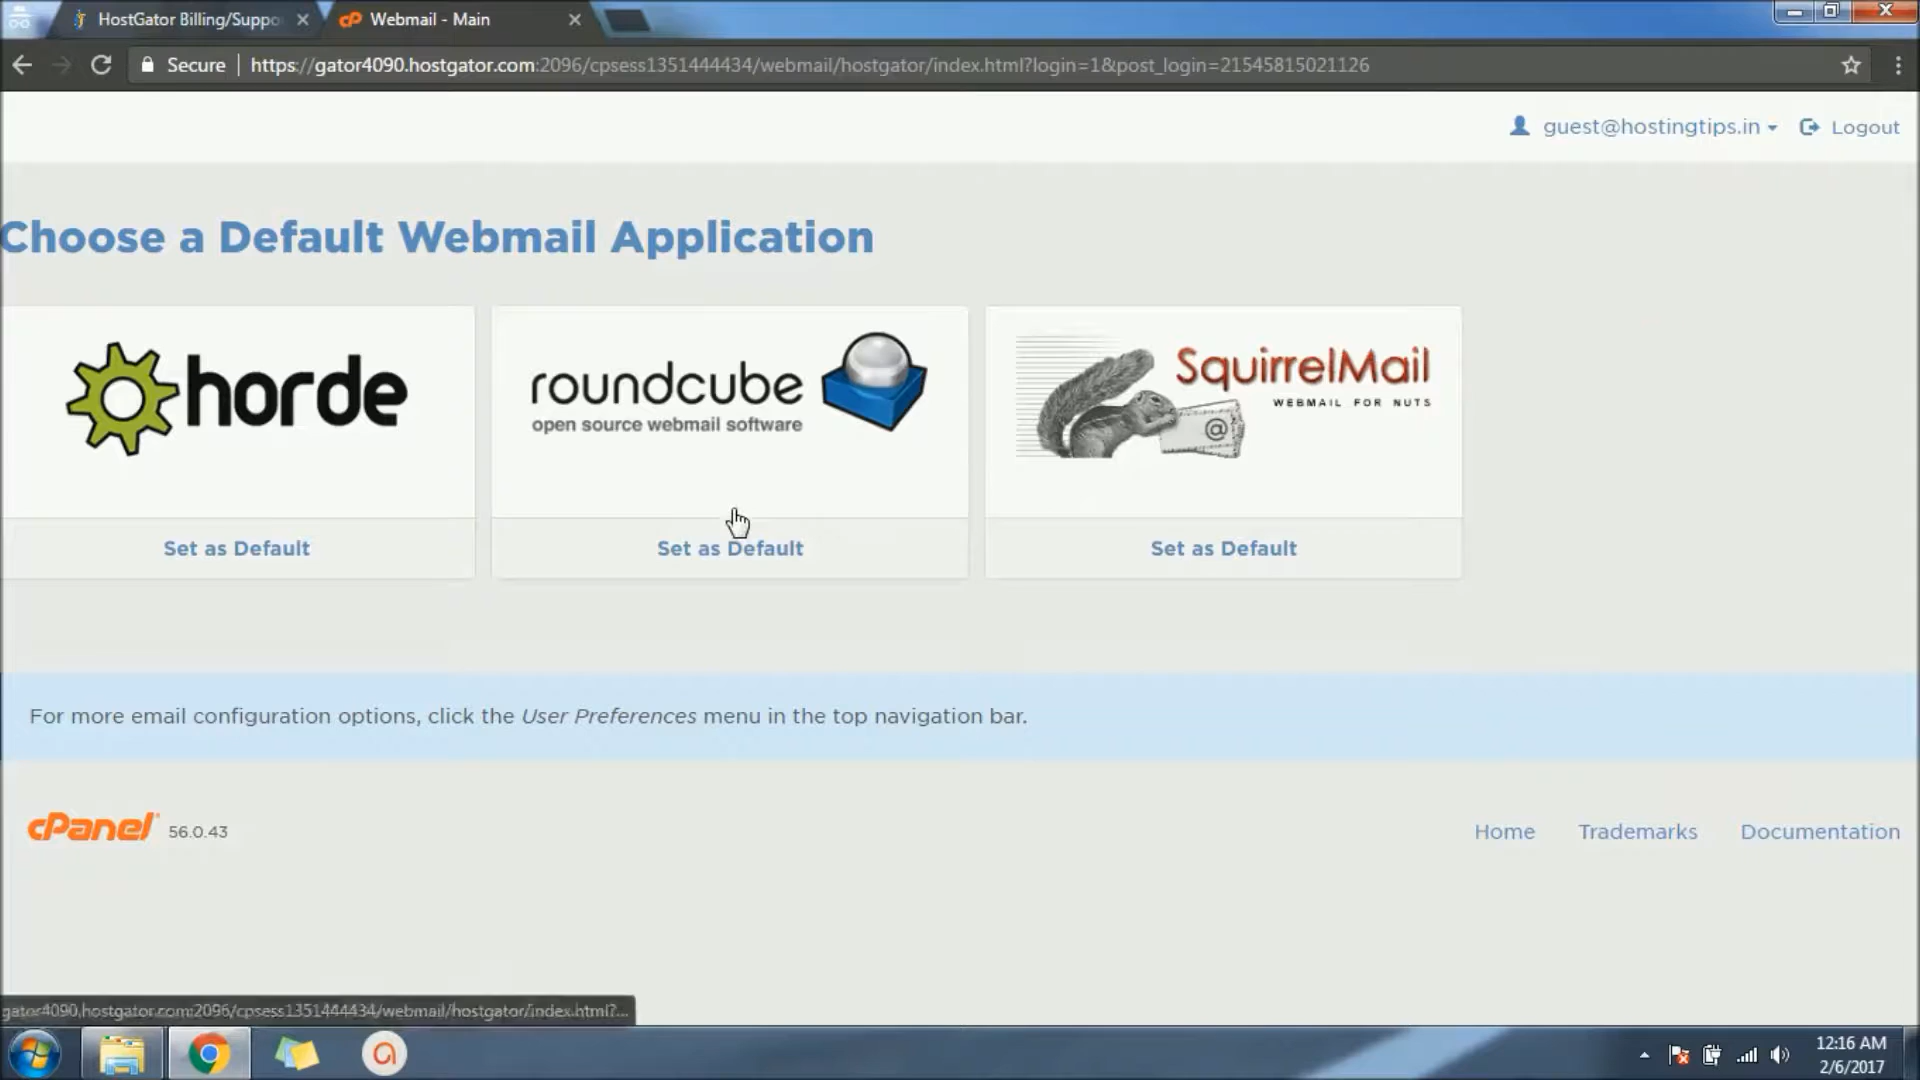 HostGator Billing/Suppo
Webmail - Main
Secure | https://gator4090.hostgator.com:2096/cpsess1351444434/webmail/hostgator/index.html?login=1&post_login=21545815021126
guest@hostingtips.in
Logout
Choose a Default Webmail Application
horde
roundcube
open source webmail software
SquirrelMail
WEBMAIL FOR NUTS
@
Set as Default
Set as Default
Set as Default
For more email configuration options, click the User Preferences menu in the top navigation bar.
cPanel 56.0.43
Home
Trademarks
Documentation
gator4090.hostgator.com:2096/cpsess1351444434/webmail/hostgator/index.html?...
12:16 AM
2/6/2017